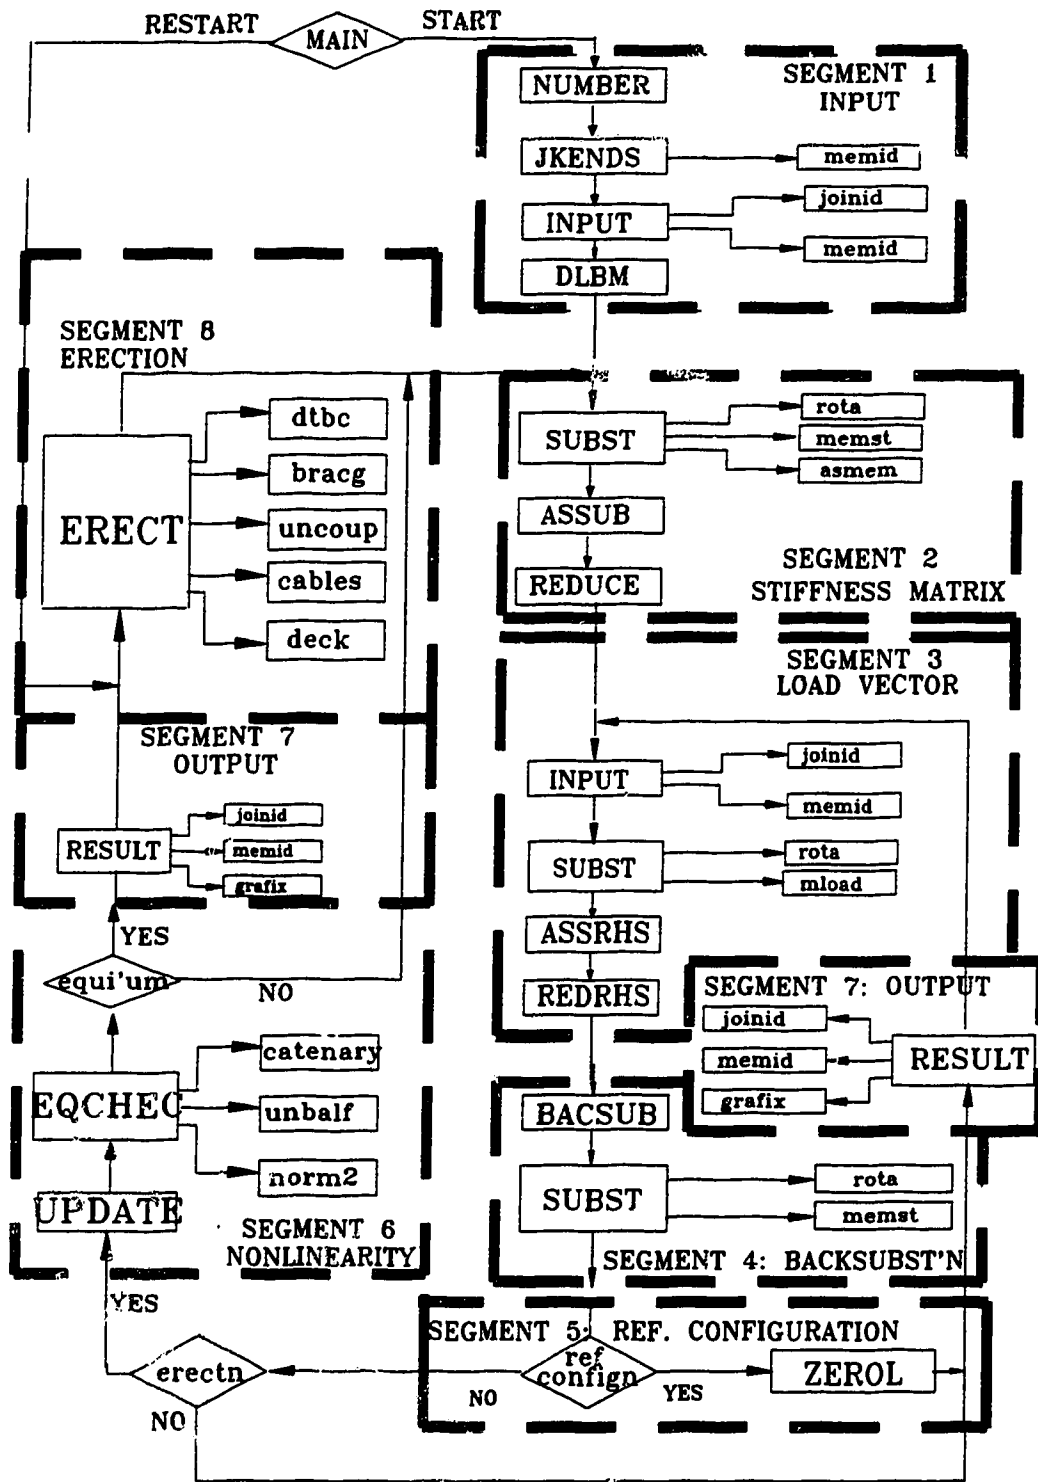 RESTART
MAIN
START
SEGMENT 1
INPUT
NUMBER
JKENDS
memid
INPUT
joinid
memid
DLBM
SEGMENT 8
ERECTION
ERECT
dtbc
bracg
uncoup
cables
deck
SUBST
rota
memst
asmem
ASSUB
REDUCE
SEGMENT 2
STIFFNESS MATRIX
SEGMENT 3
LOAD VECTOR
INPUT
joinid
memid
SUBST
rota
mload
ASSRHS
REDRHS
SEGMENT 7
OUTPUT
RESULT
joinid
memid
grafix
YES
equi'um
NO
SEGMENT 7: OUTPUT
joinid
memid
grafix
RESULT
EQCHEC
catenary
unbalf
norm2
UPDATE
SEGMENT 6
NONLINEARITY
BACSUB
SUBST
rota
memst
SEGMENT 4: BACKSUBST'N
YES
SEGMENT 5: REF. CONFIGURATION
erectn
ref
confign
NO
YES
ZEROL
NO